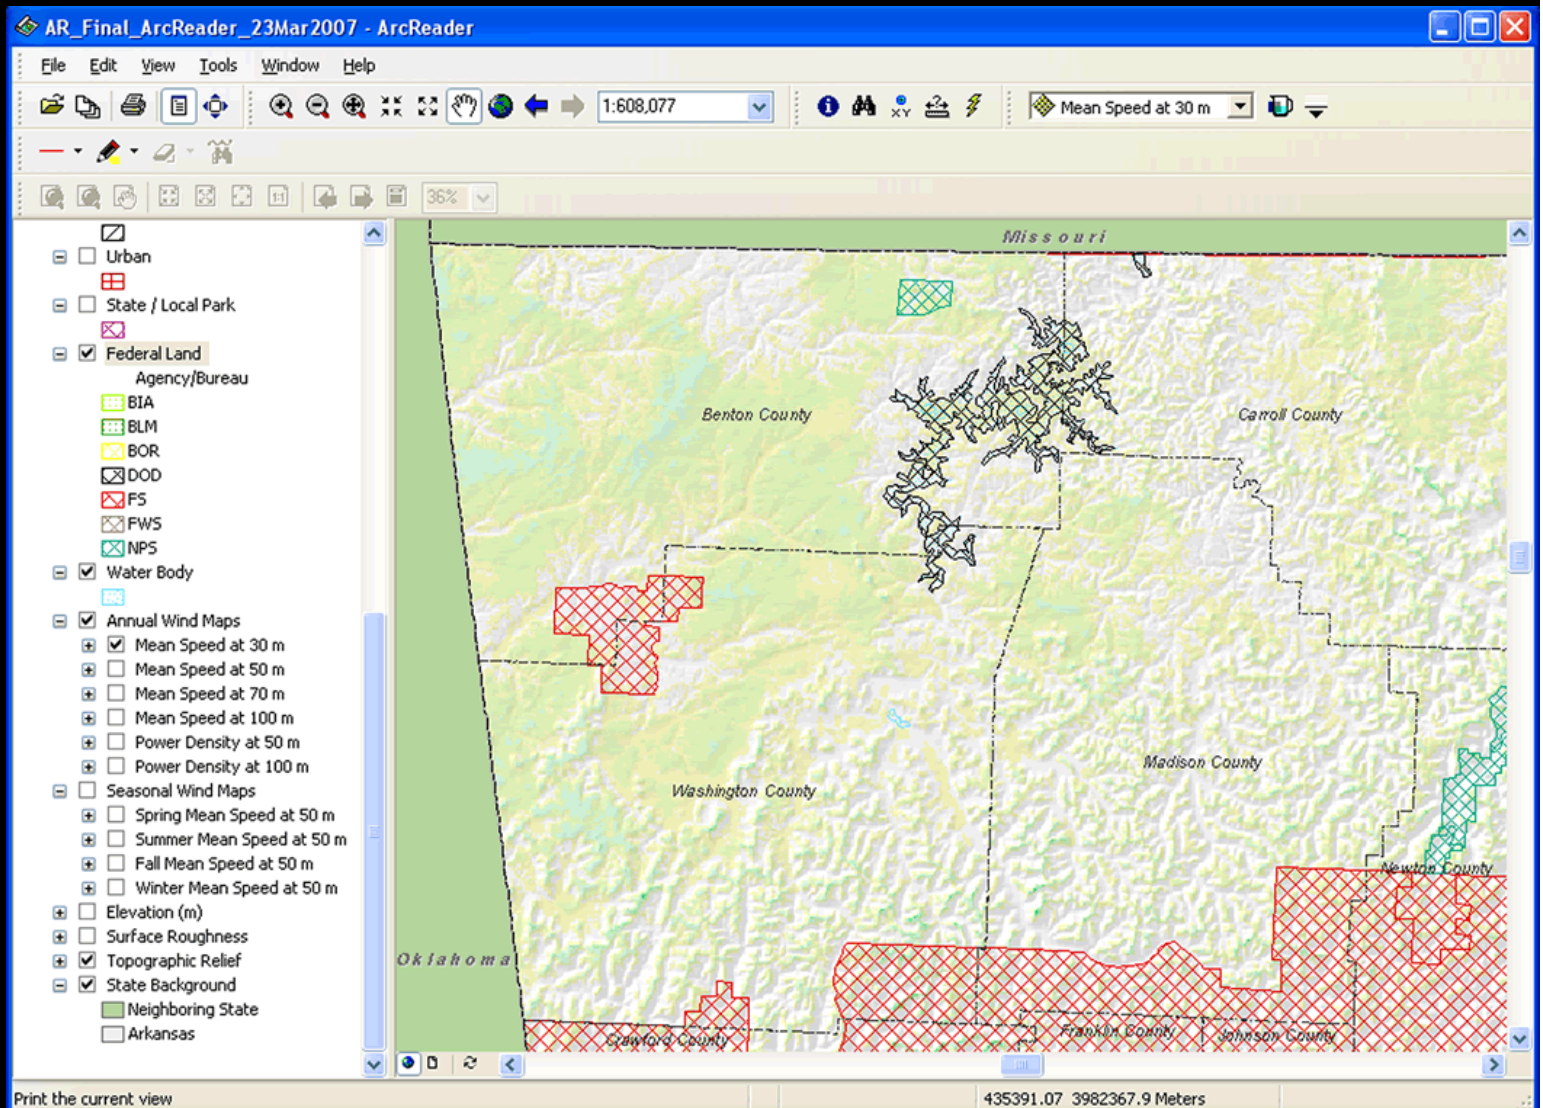 AR_Final_ArcReader_23Mar2007 - ArcReader
File Edit View Tools Window Help
1:608,077
XY
Mean Speed at 30 m
1:1
36%
Urban
State / Local Park
Federal Land
Agency/Bureau
BIA
BLM
BOR
DOD
FS
FWS
NPS
Water Body
Annual Wind Maps
Mean Speed at 30 m
Mean Speed at 50 m
Mean Speed at 70 m
Mean Speed at 100 m
Power Density at 50 m
Power Density at 100 m
Seasonal Wind Maps
Spring Mean Speed at 50 m
Summer Mean Speed at 50 m
Fall Mean Speed at 50 m
Winter Mean Speed at 50 m
Elevation (m)
Surface Roughness
Topographic Relief
State Background
Neighboring State
Arkansas
Missouri
Benton County
Carroll County
Madison County
Washington County
Newton County
Oklahoma
Crawford County
Franklin County
Johnson County
Print the current view
435391.07 3982367.9 Meters